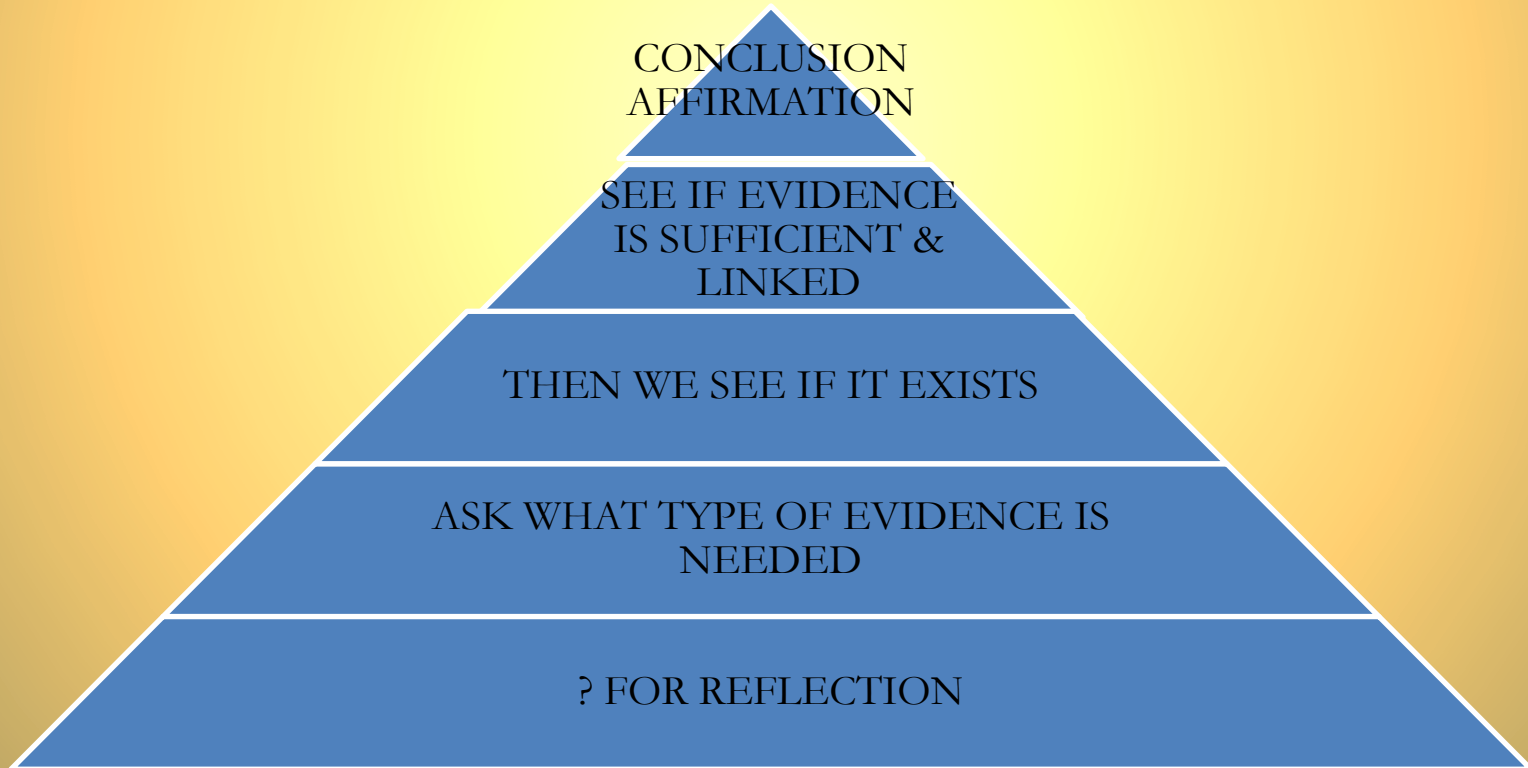 CONCLUSION
AFFIRMATION
SEE IF EVIDENCE
IS SUFFICIENT &
LINKED
THEN WE SEE IF IT EXISTS
ASK WHAT TYPE OF EVIDENCE IS
NEEDED
? FOR REFLECTION